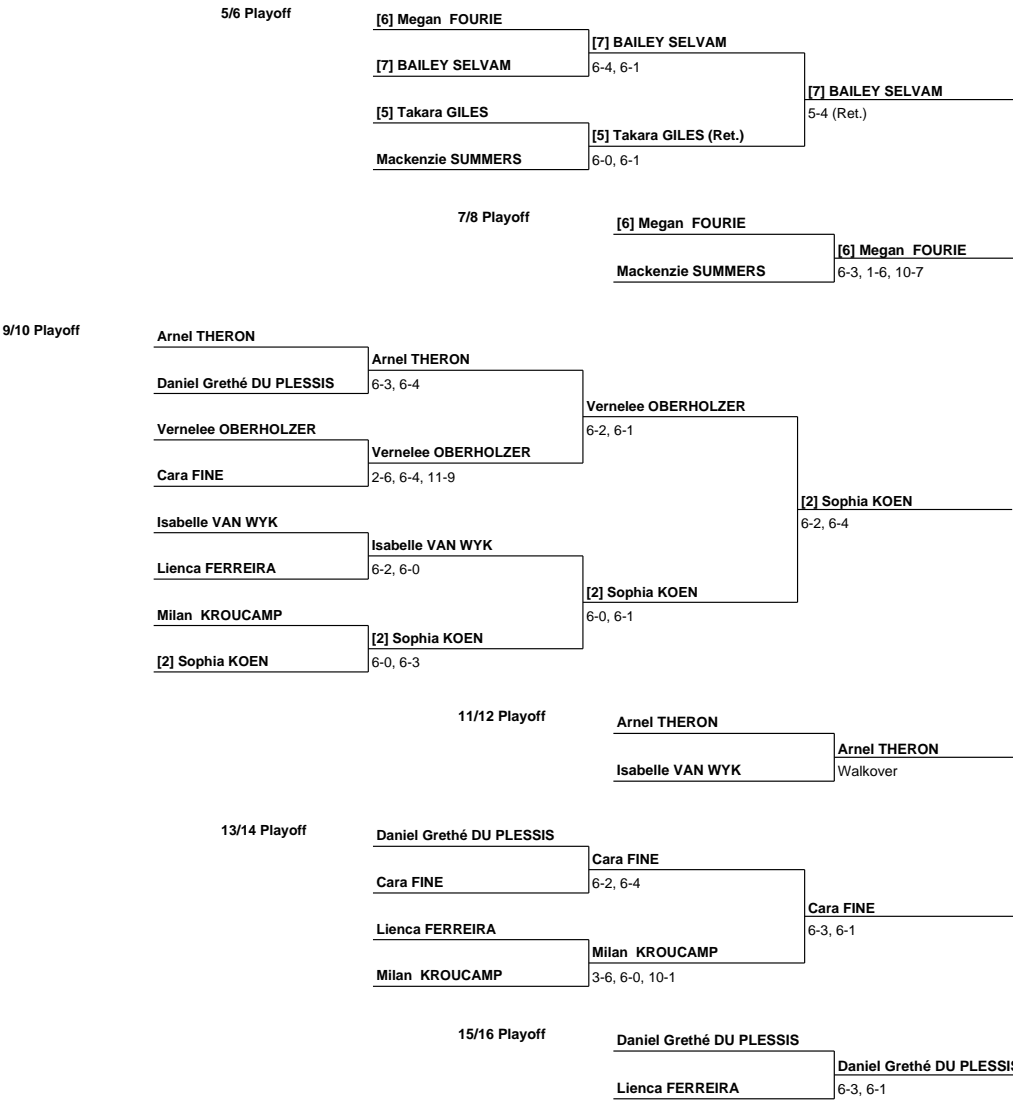 5/6 Playoff
[6] Megan  FOURIE
[7] BAILEY SELVAM
[7] BAILEY SELVAM
6-4, 6-1
[7] BAILEY SELVAM
[5] Takara GILES
5-4 (Ret.)
[5] Takara GILES (Ret.)
Mackenzie SUMMERS
6-0, 6-1
7/8 Playoff
[6] Megan  FOURIE
[6] Megan  FOURIE
Mackenzie SUMMERS
6-3, 1-6, 10-7
9/10 Playoff
Arnel THERON
Arnel THERON
Daniel Grethé DU PLESSIS
6-3, 6-4
Vernelee OBERHOLZER
Vernelee OBERHOLZER
6-2, 6-1
Vernelee OBERHOLZER
Cara FINE
2-6, 6-4, 11-9
[2] Sophia KOEN
Isabelle VAN WYK
6-2, 6-4
Isabelle VAN WYK
Lienca FERREIRA
6-2, 6-0
[2] Sophia KOEN
Milan  KROUCAMP
6-0, 6-1
[2] Sophia KOEN
[2] Sophia KOEN
6-0, 6-3
11/12 Playoff
Arnel THERON
Arnel THERON
Isabelle VAN WYK
Walkover
13/14 Playoff
Daniel Grethé DU PLESSIS
Cara FINE
Cara FINE
6-2, 6-4
Cara FINE
Lienca FERREIRA
6-3, 6-1
Milan  KROUCAMP
Milan  KROUCAMP
3-6, 6-0, 10-1
15/16 Playoff
Daniel Grethé DU PLESSIS
Daniel Grethé DU PLESSIS
Lienca FERREIRA
6-3, 6-1